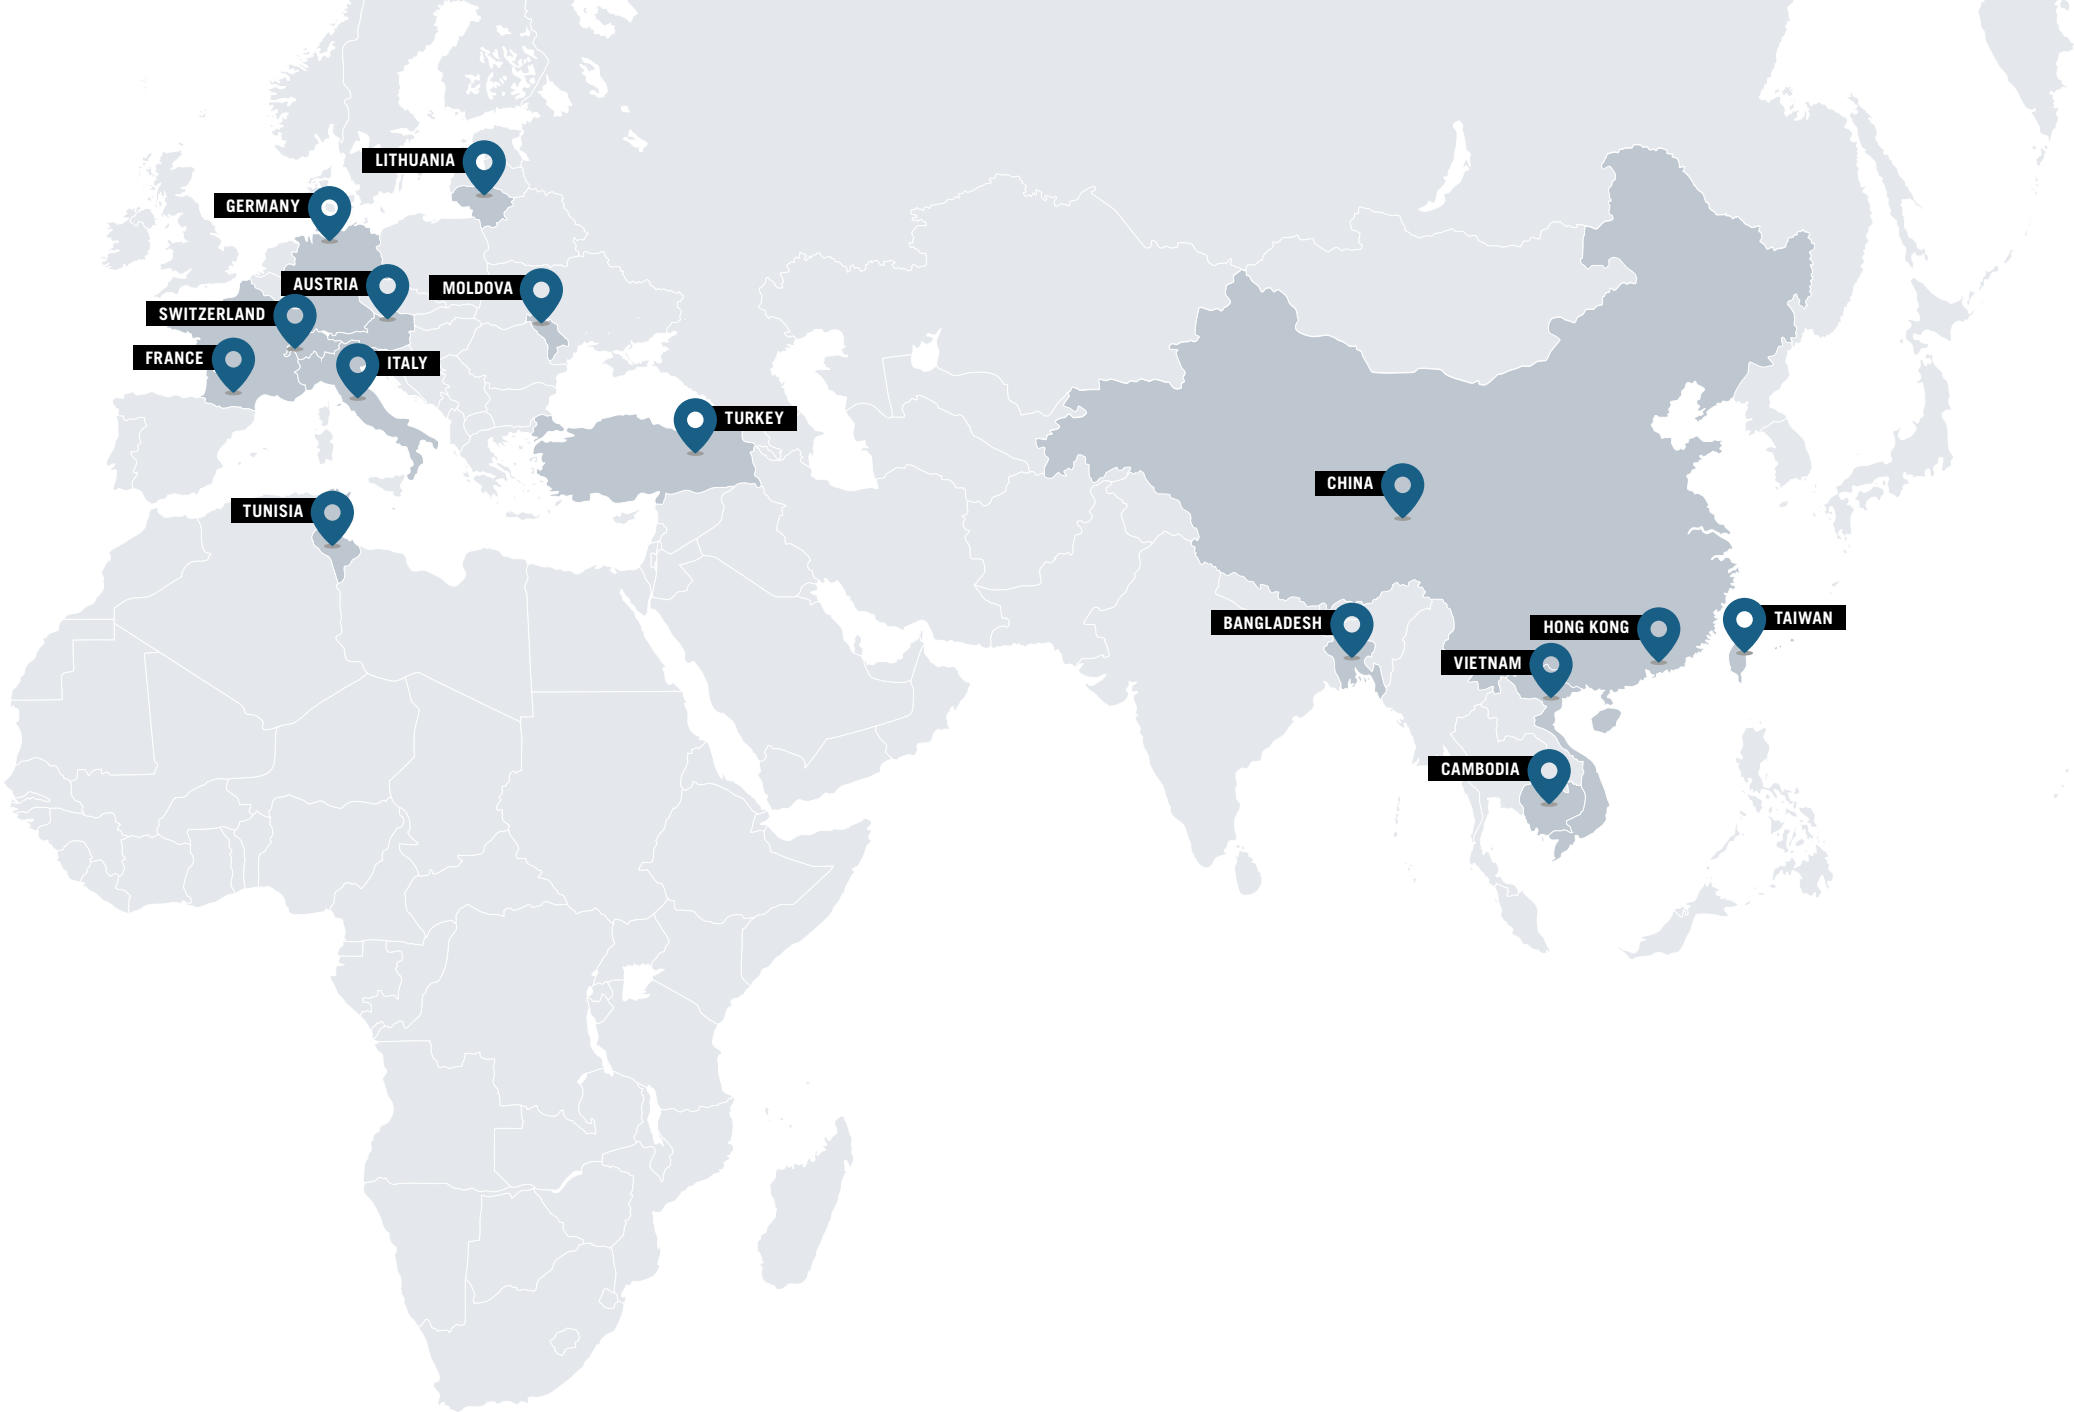 LITHUANIA
GERMANY
AUSTRIA
MOLDOVA
SWITZERLAND
FRANCE
ITALY
TURKEY
CHINA
TUNISIA
BANGLADESH
HONG KONG
TAIWAN
VIETNAM
CAMBODIA